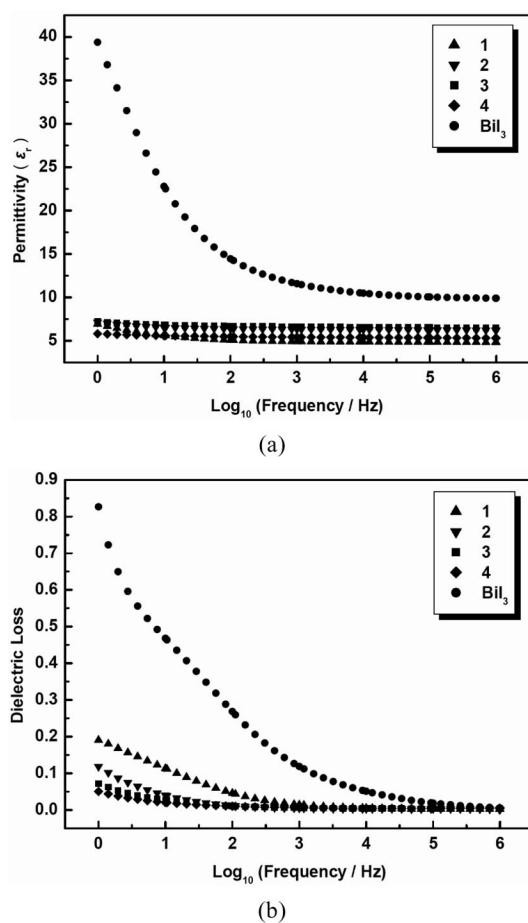 40
35
30
25
20
15
10
5
Permittivity ( εr )
1
2
3
4
BiI3
0 1 2 3 4 5 6
Log10 (Frequency / Hz)
(a)
0.9
0.8
0.7
0.6
0.5
0.4
0.3
0.2
0.1
0.0
Dielectric Loss
1
2
3
4
BiI3
0 1 2 3 4 5 6
Log10 (Frequency / Hz)
(b)